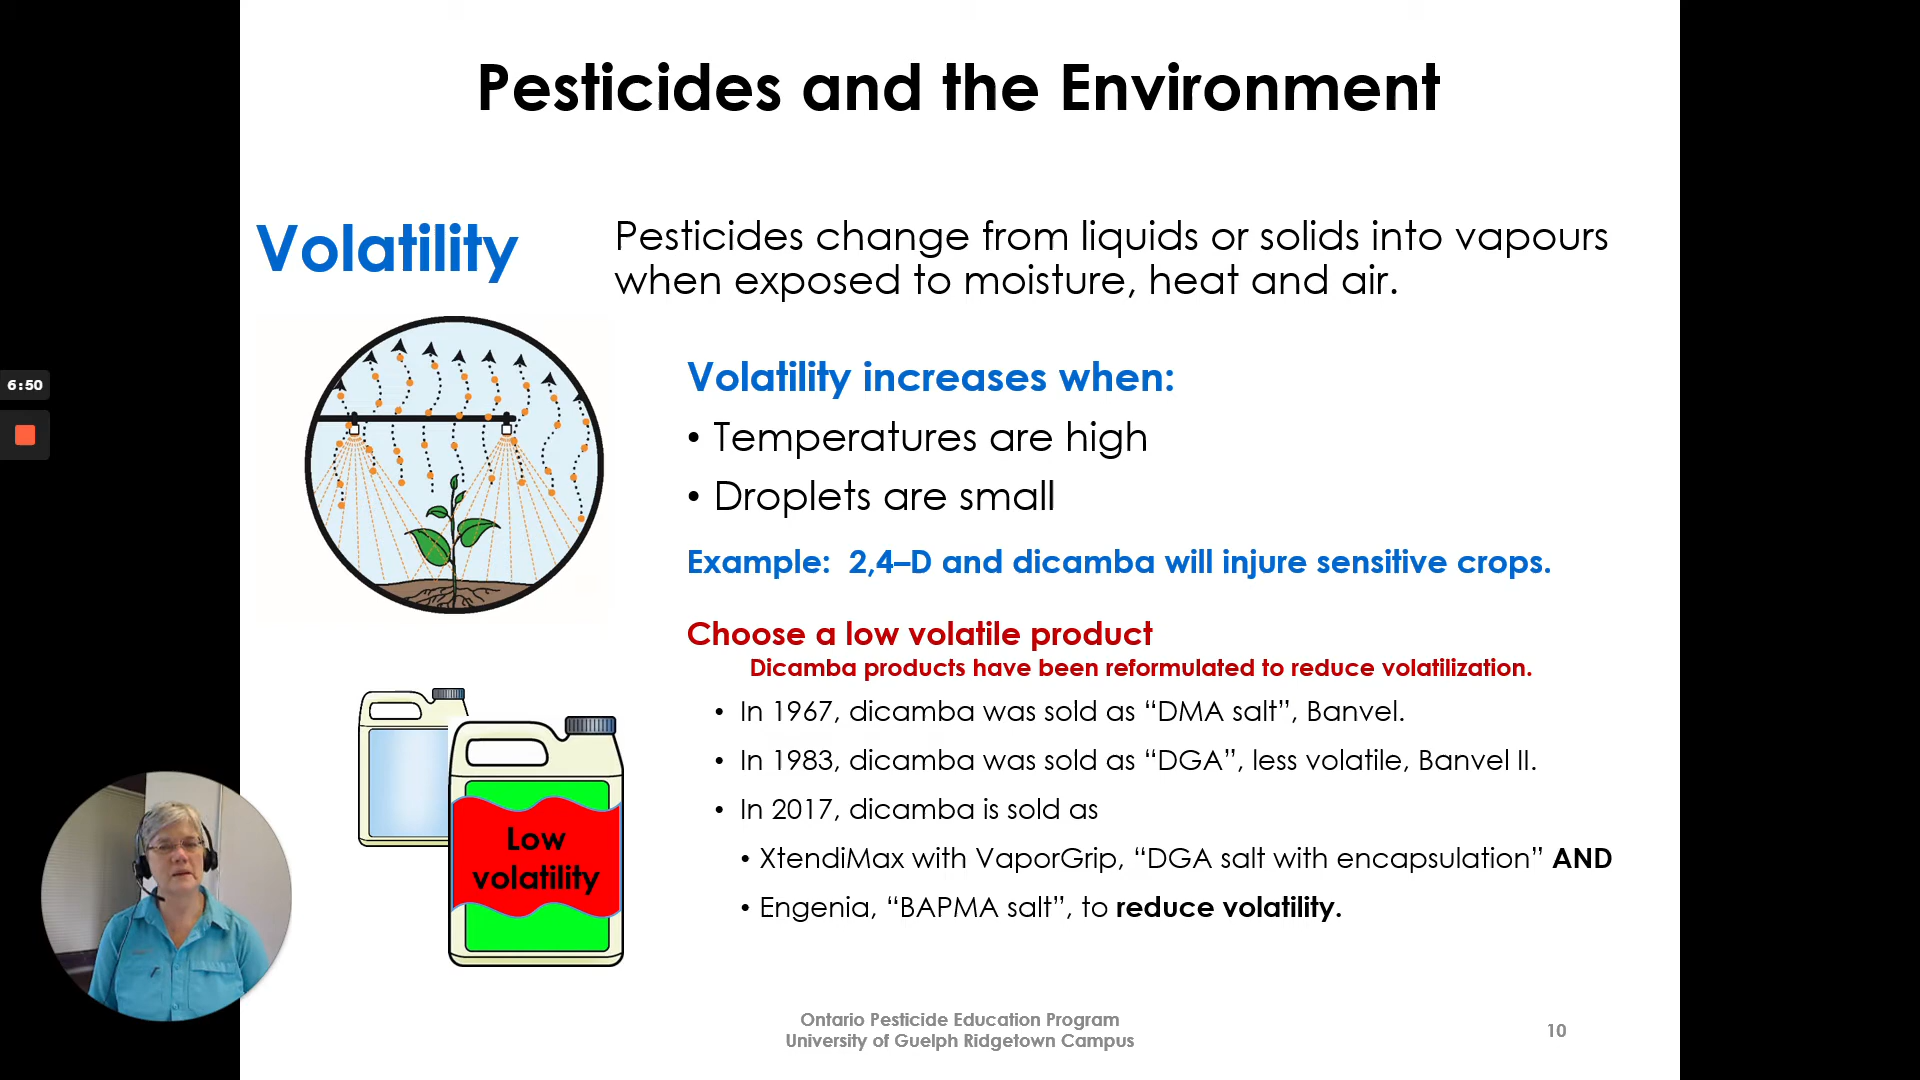 Pesticides and the Environment
Volatility
Pesticides change from liquids or solids into vapours
when exposed to moisture, heat and air.
Volatility increases when:
• Temperatures are high
• Droplets are small
Example: 2,4–D and dicamba will injure sensitive crops.
Choose a low volatile product
Dicamba products have been reformulated to reduce volatilization.
• In 1967, dicamba was sold as “DMA salt”, Banvel.
• In 1983, dicamba was sold as “DGA”, less volatile, Banvel II.
• In 2017, dicamba is sold as
• XtendiMax with VaporGrip, “DGA salt with encapsulation” AND
• Engenia, “BAPMA salt”, to reduce volatility.
6:50
Low
volatility
Ontario Pesticide Education Program
University of Guelph Ridgetown Campus
10